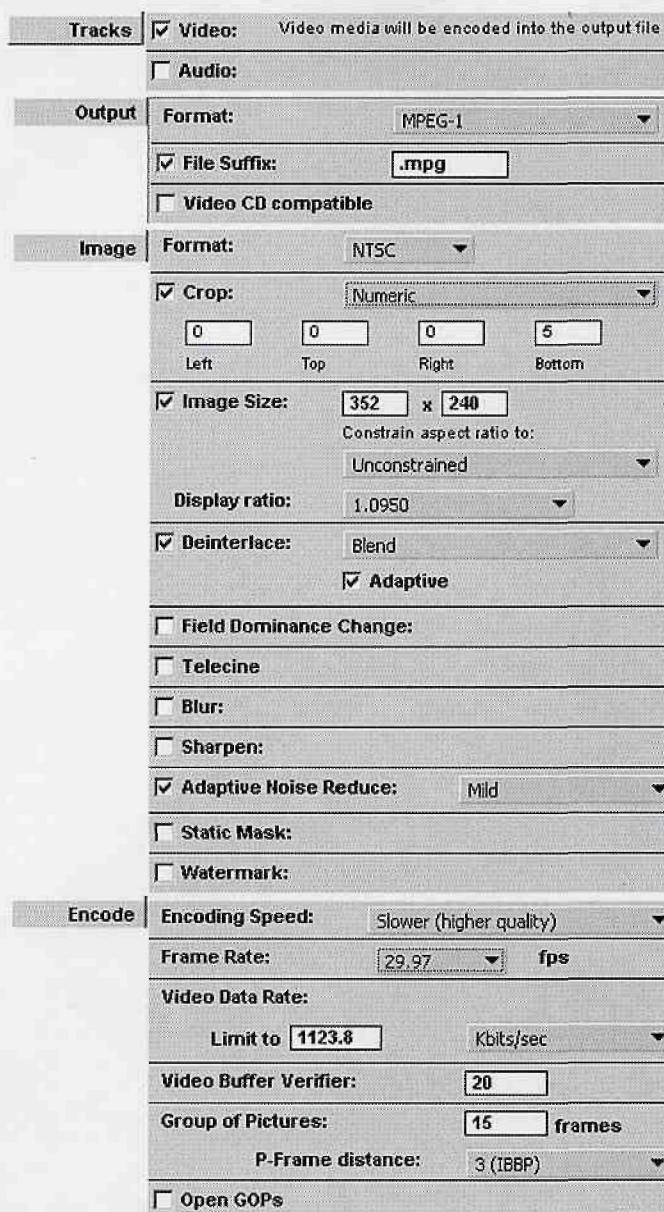 Tracks Video: Video media will be encoded into the output file
Audio:
Output Format: MPEG-1
File Suffix: .mpg
Video CD compatible
Image Format: NTSC
Crop: Numeric
0 0 0 5
Left Top Right Bottom
Image Size: 352 x 240
Constrain aspect ratio to:
Unconstrained
Display ratio: 1.0950
Deinterlace: Blend
Adaptive
Field Dominance Change:
Telecine
Blur:
Sharpen:
Adaptive Noise Reduce: Mild
Static Mask:
Watermark:
Encode Encoding Speed: Slower (higher quality)
Frame Rate: 29.97 fps
Video Data Rate:
Limit to 1123.8 Kbits/sec
Video Buffer Verifier: 20
Group of Pictures: 15 frames
P-Frame distance: 3 (IBBP)
Open GOPs